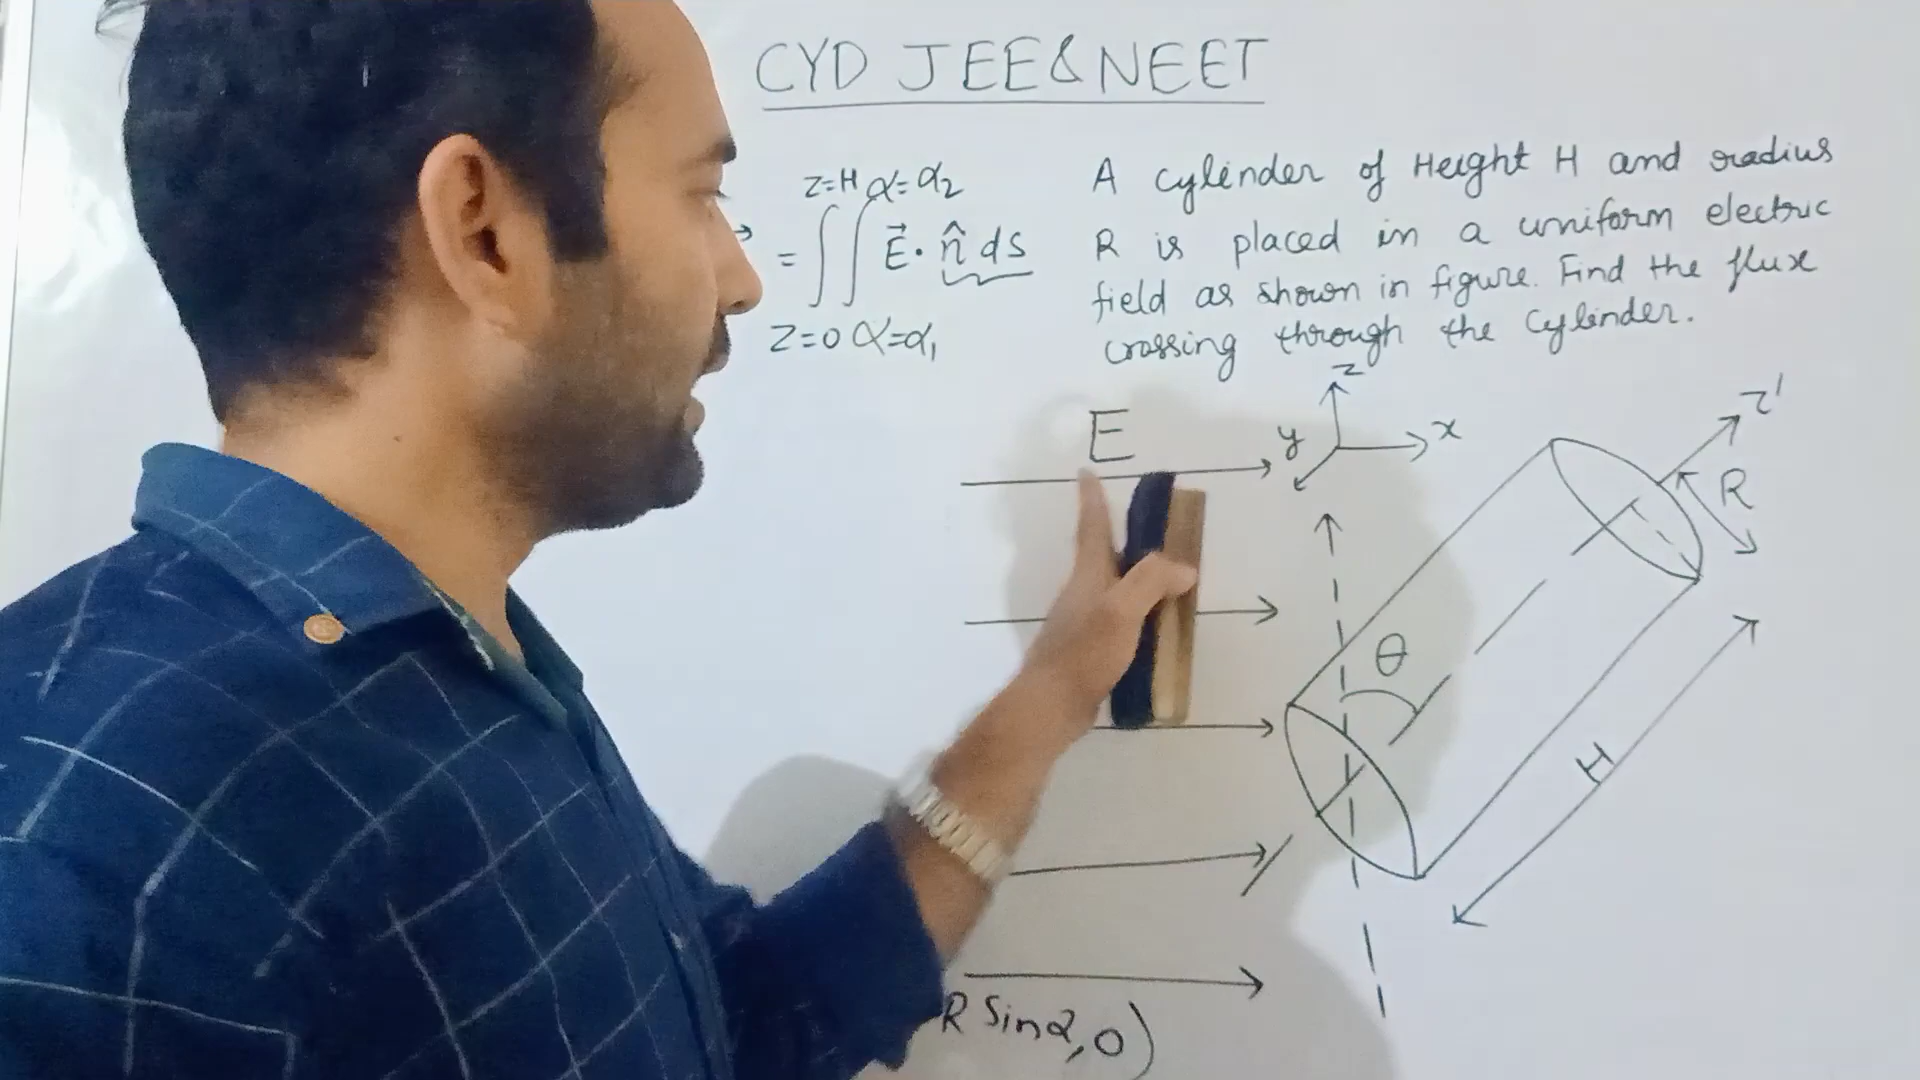 CYD JEE&NEET
z=H α=α₂
= ∫∫ E⃗ · n̂ ds
z=0 α=α₁
A cylinder of Height H and radius
R is placed in a uniform electric
field as shown in figure. Find the flux
crossing through the cylinder.
z
y
x
E
z'
R
θ
H
R Sinα, 0)